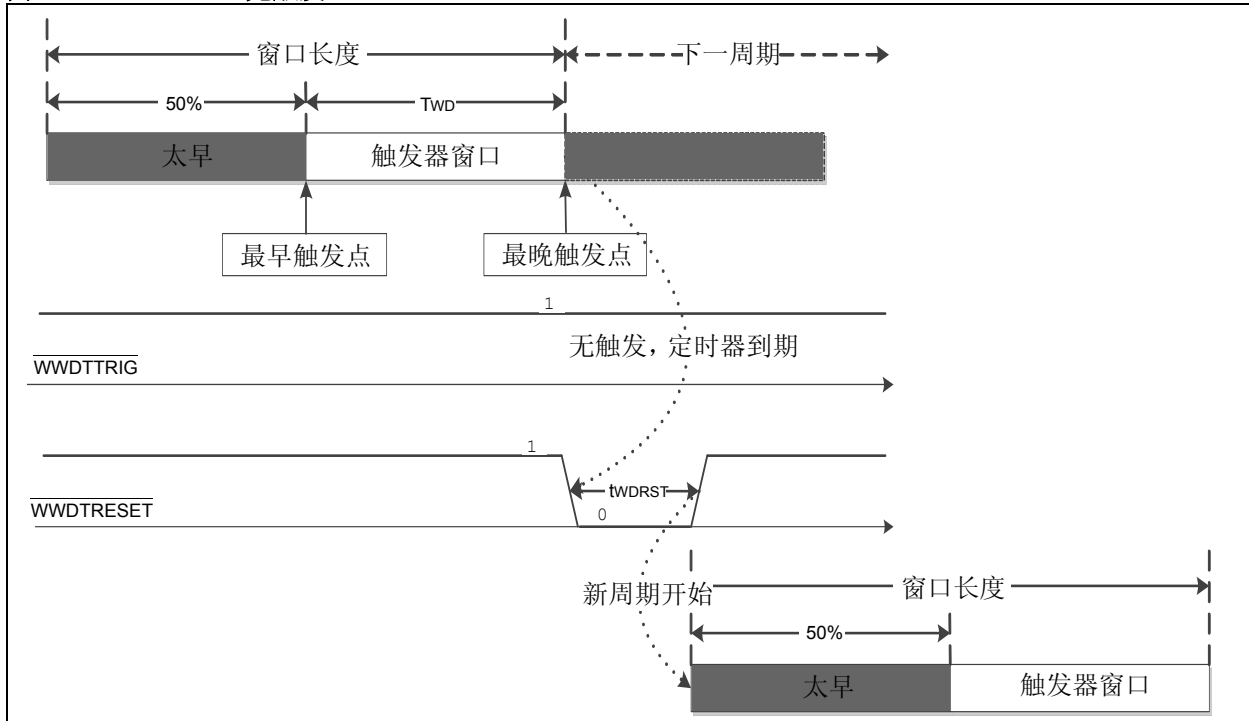 窗口长度
下一周期
50%
TWD
太早
触发器窗口
最早触发点
最晚触发点
1
无触发，定时器到期
WWDTTRIG
1
tWDRST
WWDTRESET
0
新周期开始
窗口长度
50%
太早
触发器窗口